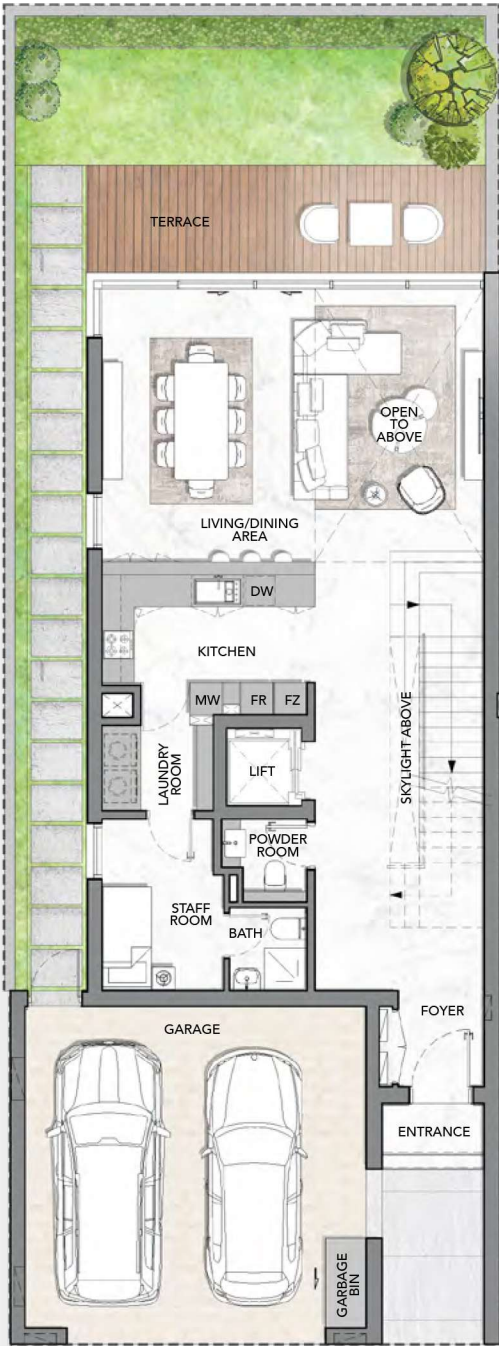 TERRACE
OPEN
TO
ABOVE
LIVING/DINING
AREA
DW
KITCHEN
MW
FR
FZ
LAUNDRY
ROOM
LIFT
SKYLIGHT ABOVE
POWDER
ROOM
STAFF
ROOM
BATH
FOYER
GARAGE
ENTRANCE
GARBAGE
BIN